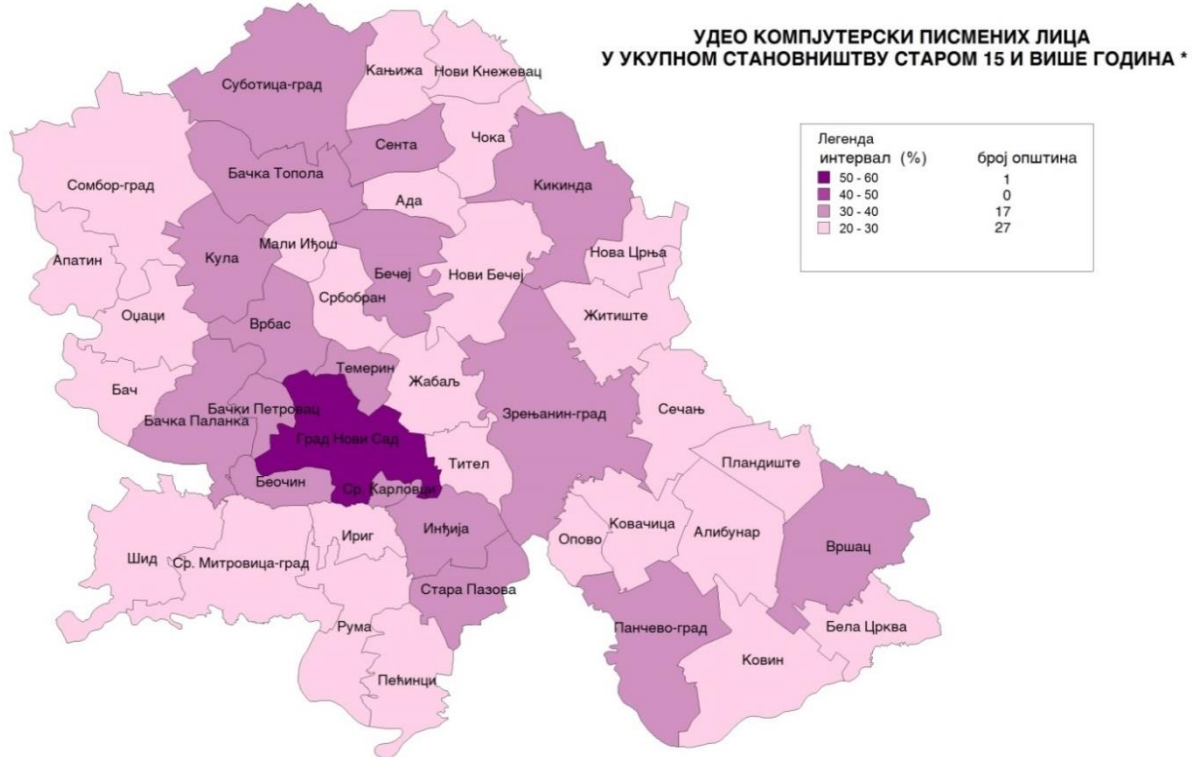 УДЕО КОМПЈУТЕРСКИ ПИСМЕНИХ ЛИЦА
У УКУПНОМ СТАНОВНИШТВУ СТАРОМ 15 И ВИШЕ ГОДИНА *
Легенда
интервал (%) број општина
50 - 60 1
40 - 50 0
30 - 40 17
20 - 30 27
Суботица-град
Кањижа
Нови Кнежевац
Сента
Чока
Сомбор-град
Бачка Топола
Кикинда
Ада
Апатин
Кула
Мали Иђош
Бечеј
Нови Бечеј
Нова Црња
Србобран
Оџаци
Врбас
Житиште
Темерин
Жабаљ
Бач
Бачки Петровац
Бачка Паланка
Зрењанин-град
Сечањ
Град Нови Сад
Тител
Пландиште
Беочин
Ср. Карловци
Ковачица
Инђија
Ириг
Опово
Алибунар
Вршац
Шид
Ср. Митровица-град
Стара Пазова
Рума
Панчево-град
Бела Црква
Ковин
Пећинци